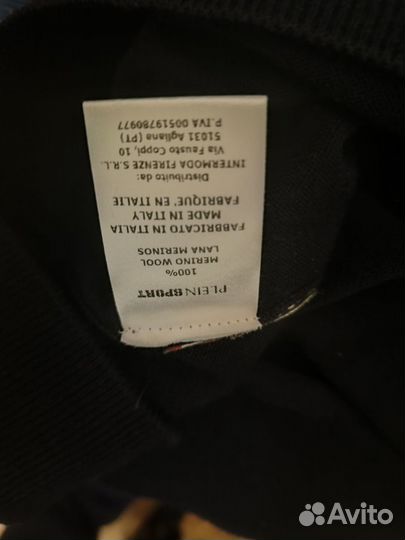 PLEIN SPORT
100%
MERINO WOOL
LANA MERINOS
FABBRICATO IN ITALIA
MADE IN ITALY
FABRIQUE' EN ITALIE
Distribuito da:
INTERMODA FIRENZE S.R.L.
Via Fausto Coppi, 10
51031 Agliana (PT)
P.IVA 00519780977
Avito